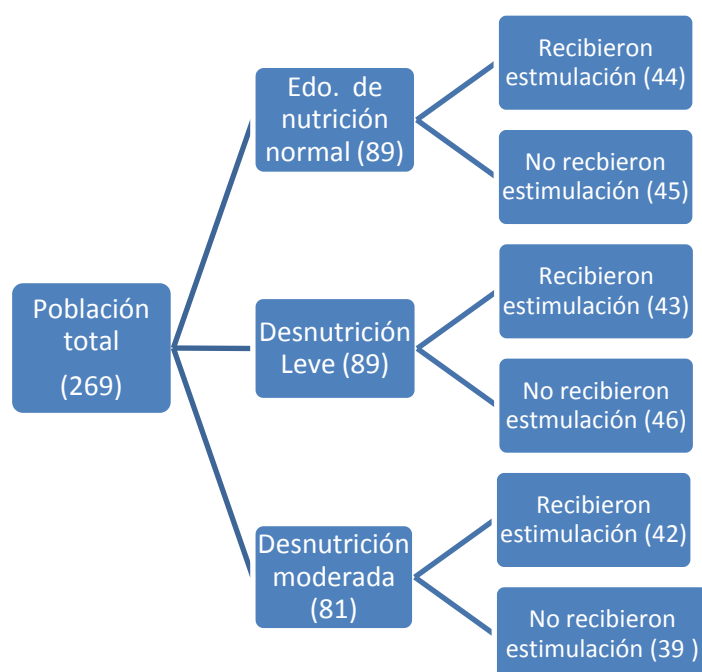 Población
total
(269)
Edo. de
nutrición
normal (89)
Recibieron
estmulación (44)
No recbieron
estimulación (45)
Desnutrición
Leve (89)
Recibieron
estimulación (43)
No recibieron
estmulación (46)
Desnutrición
moderada
(81)
Recibieron
estimulación (42)
No recibieron
estimulación (39 )